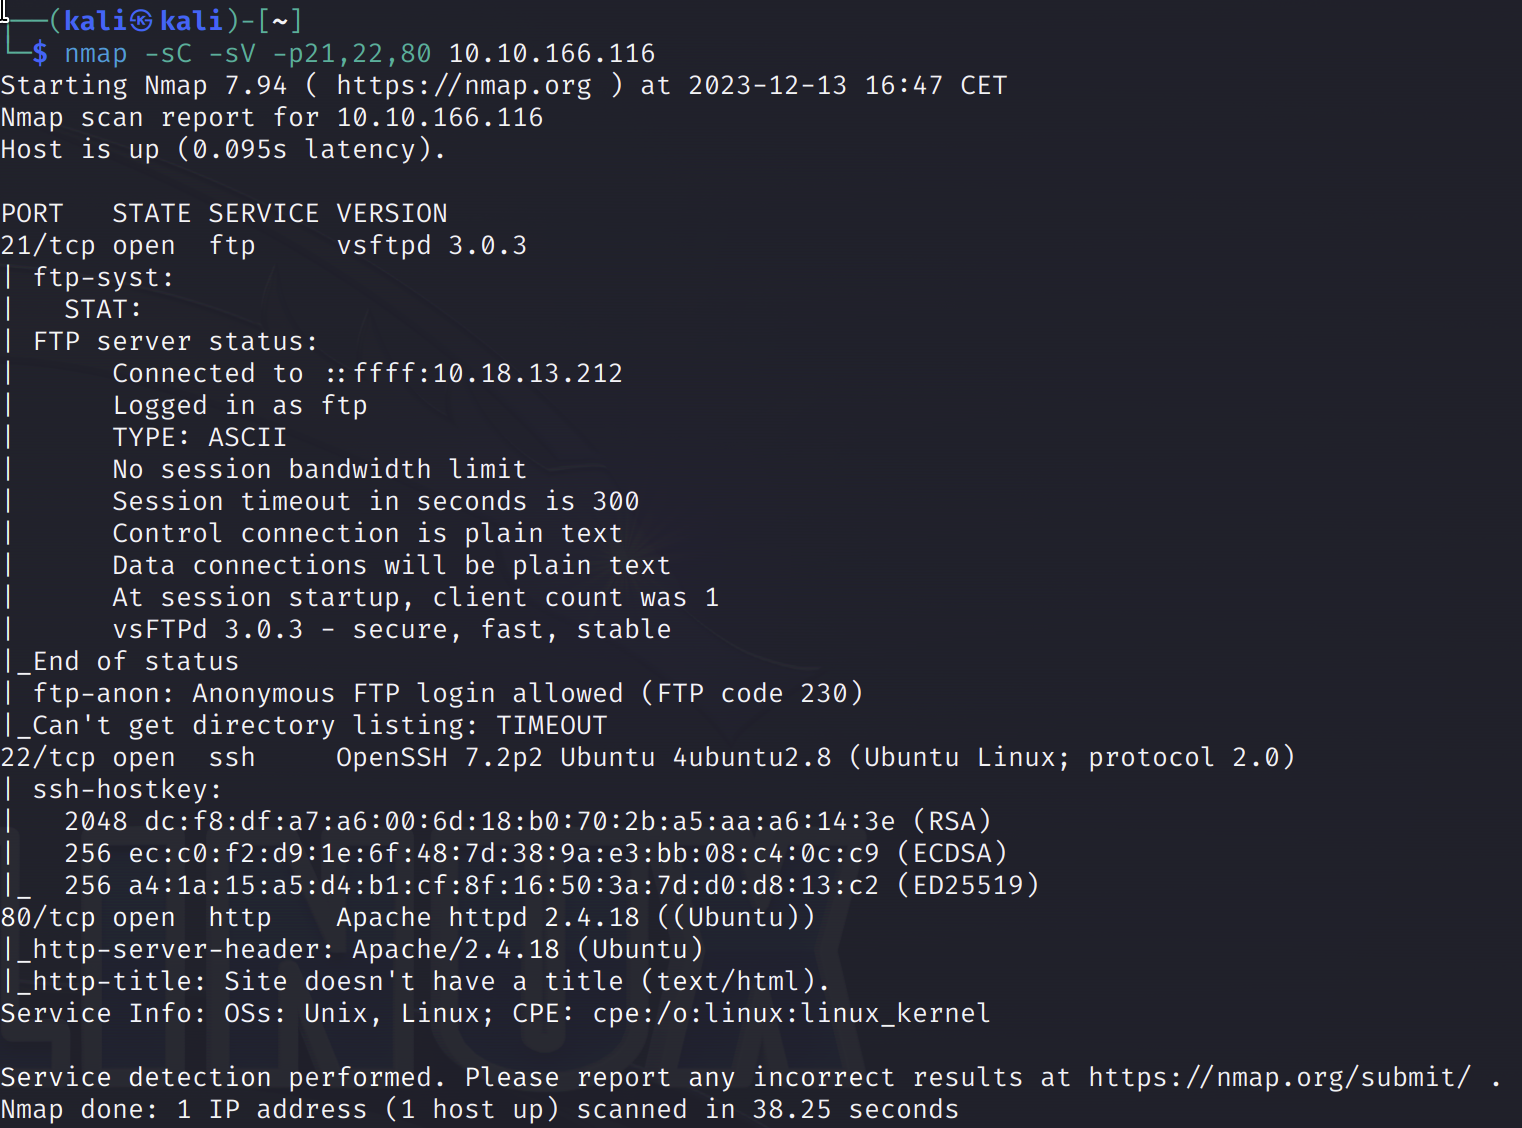 ┌──(kali㉿kali)-[~]
└─$ nmap -sC -sV -p21,22,80 10.10.166.116
Starting Nmap 7.94 ( https://nmap.org ) at 2023-12-13 16:47 CET
Nmap scan report for 10.10.166.116
Host is up (0.095s latency).

PORT   STATE SERVICE VERSION
21/tcp open  ftp     vsftpd 3.0.3
| ftp-syst:
|   STAT:
| FTP server status:
|      Connected to ::ffff:10.18.13.212
|      Logged in as ftp
|      TYPE: ASCII
|      No session bandwidth limit
|      Session timeout in seconds is 300
|      Control connection is plain text
|      Data connections will be plain text
|      At session startup, client count was 1
|      vsFTPd 3.0.3 - secure, fast, stable
|_End of status
| ftp-anon: Anonymous FTP login allowed (FTP code 230)
|_Can't get directory listing: TIMEOUT
22/tcp open  ssh     OpenSSH 7.2p2 Ubuntu 4ubuntu2.8 (Ubuntu Linux; protocol 2.0)
| ssh-hostkey:
|   2048 dc:f8:df:a7:a6:00:6d:18:b0:70:2b:a5:aa:a6:14:3e (RSA)
|   256 ec:c0:f2:d9:1e:6f:48:7d:38:9a:e3:bb:08:c4:0c:c9 (ECDSA)
|_  256 a4:1a:15:a5:d4:b1:cf:8f:16:50:3a:7d:d0:d8:13:c2 (ED25519)
80/tcp open  http    Apache httpd 2.4.18 ((Ubuntu))
|_http-server-header: Apache/2.4.18 (Ubuntu)
|_http-title: Site doesn't have a title (text/html).
Service Info: OSs: Unix, Linux; CPE: cpe:/o:linux:linux_kernel

Service detection performed. Please report any incorrect results at https://nmap.org/submit/ .
Nmap done: 1 IP address (1 host up) scanned in 38.25 seconds